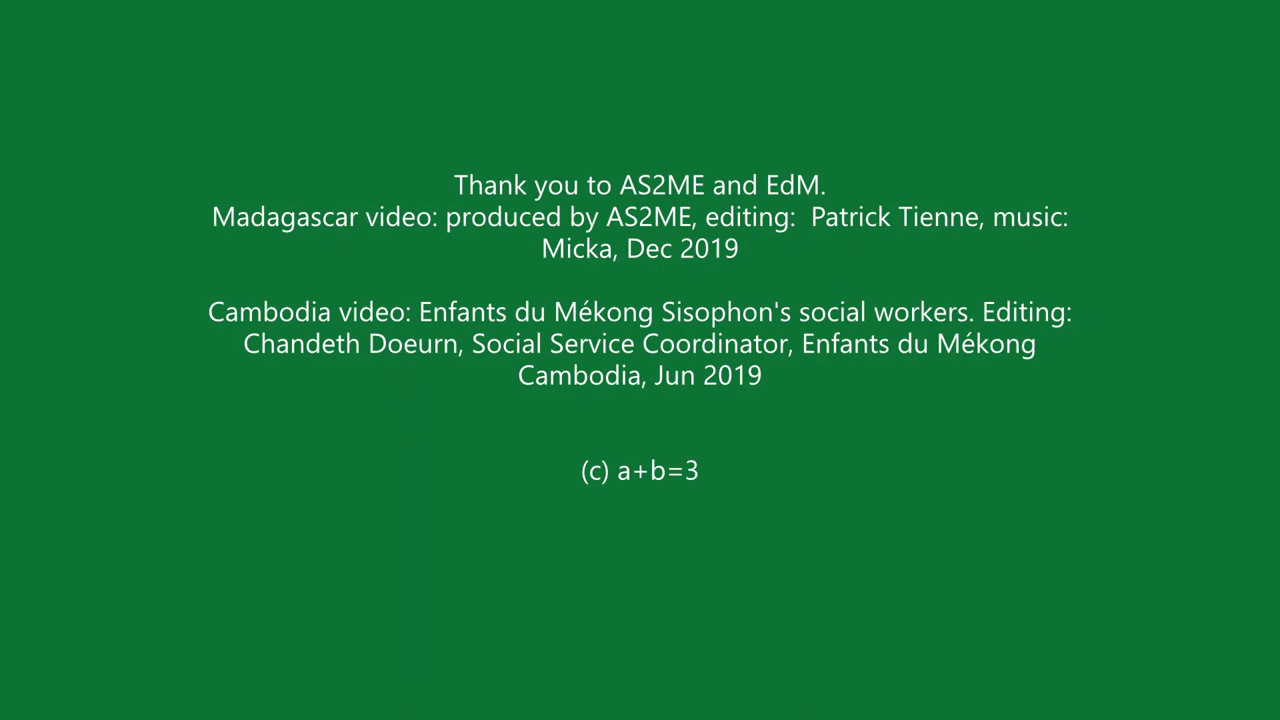 Thank you to AS2ME and EdM.
Madagascar video: produced by AS2ME, editing:  Patrick Tienne, music:
Micka, Dec 2019
Cambodia video: Enfants du Mékong Sisophon's social workers. Editing:
Chandeth Doeurn, Social Service Coordinator, Enfants du Mékong
Cambodia, Jun 2019
(c) a+b=3